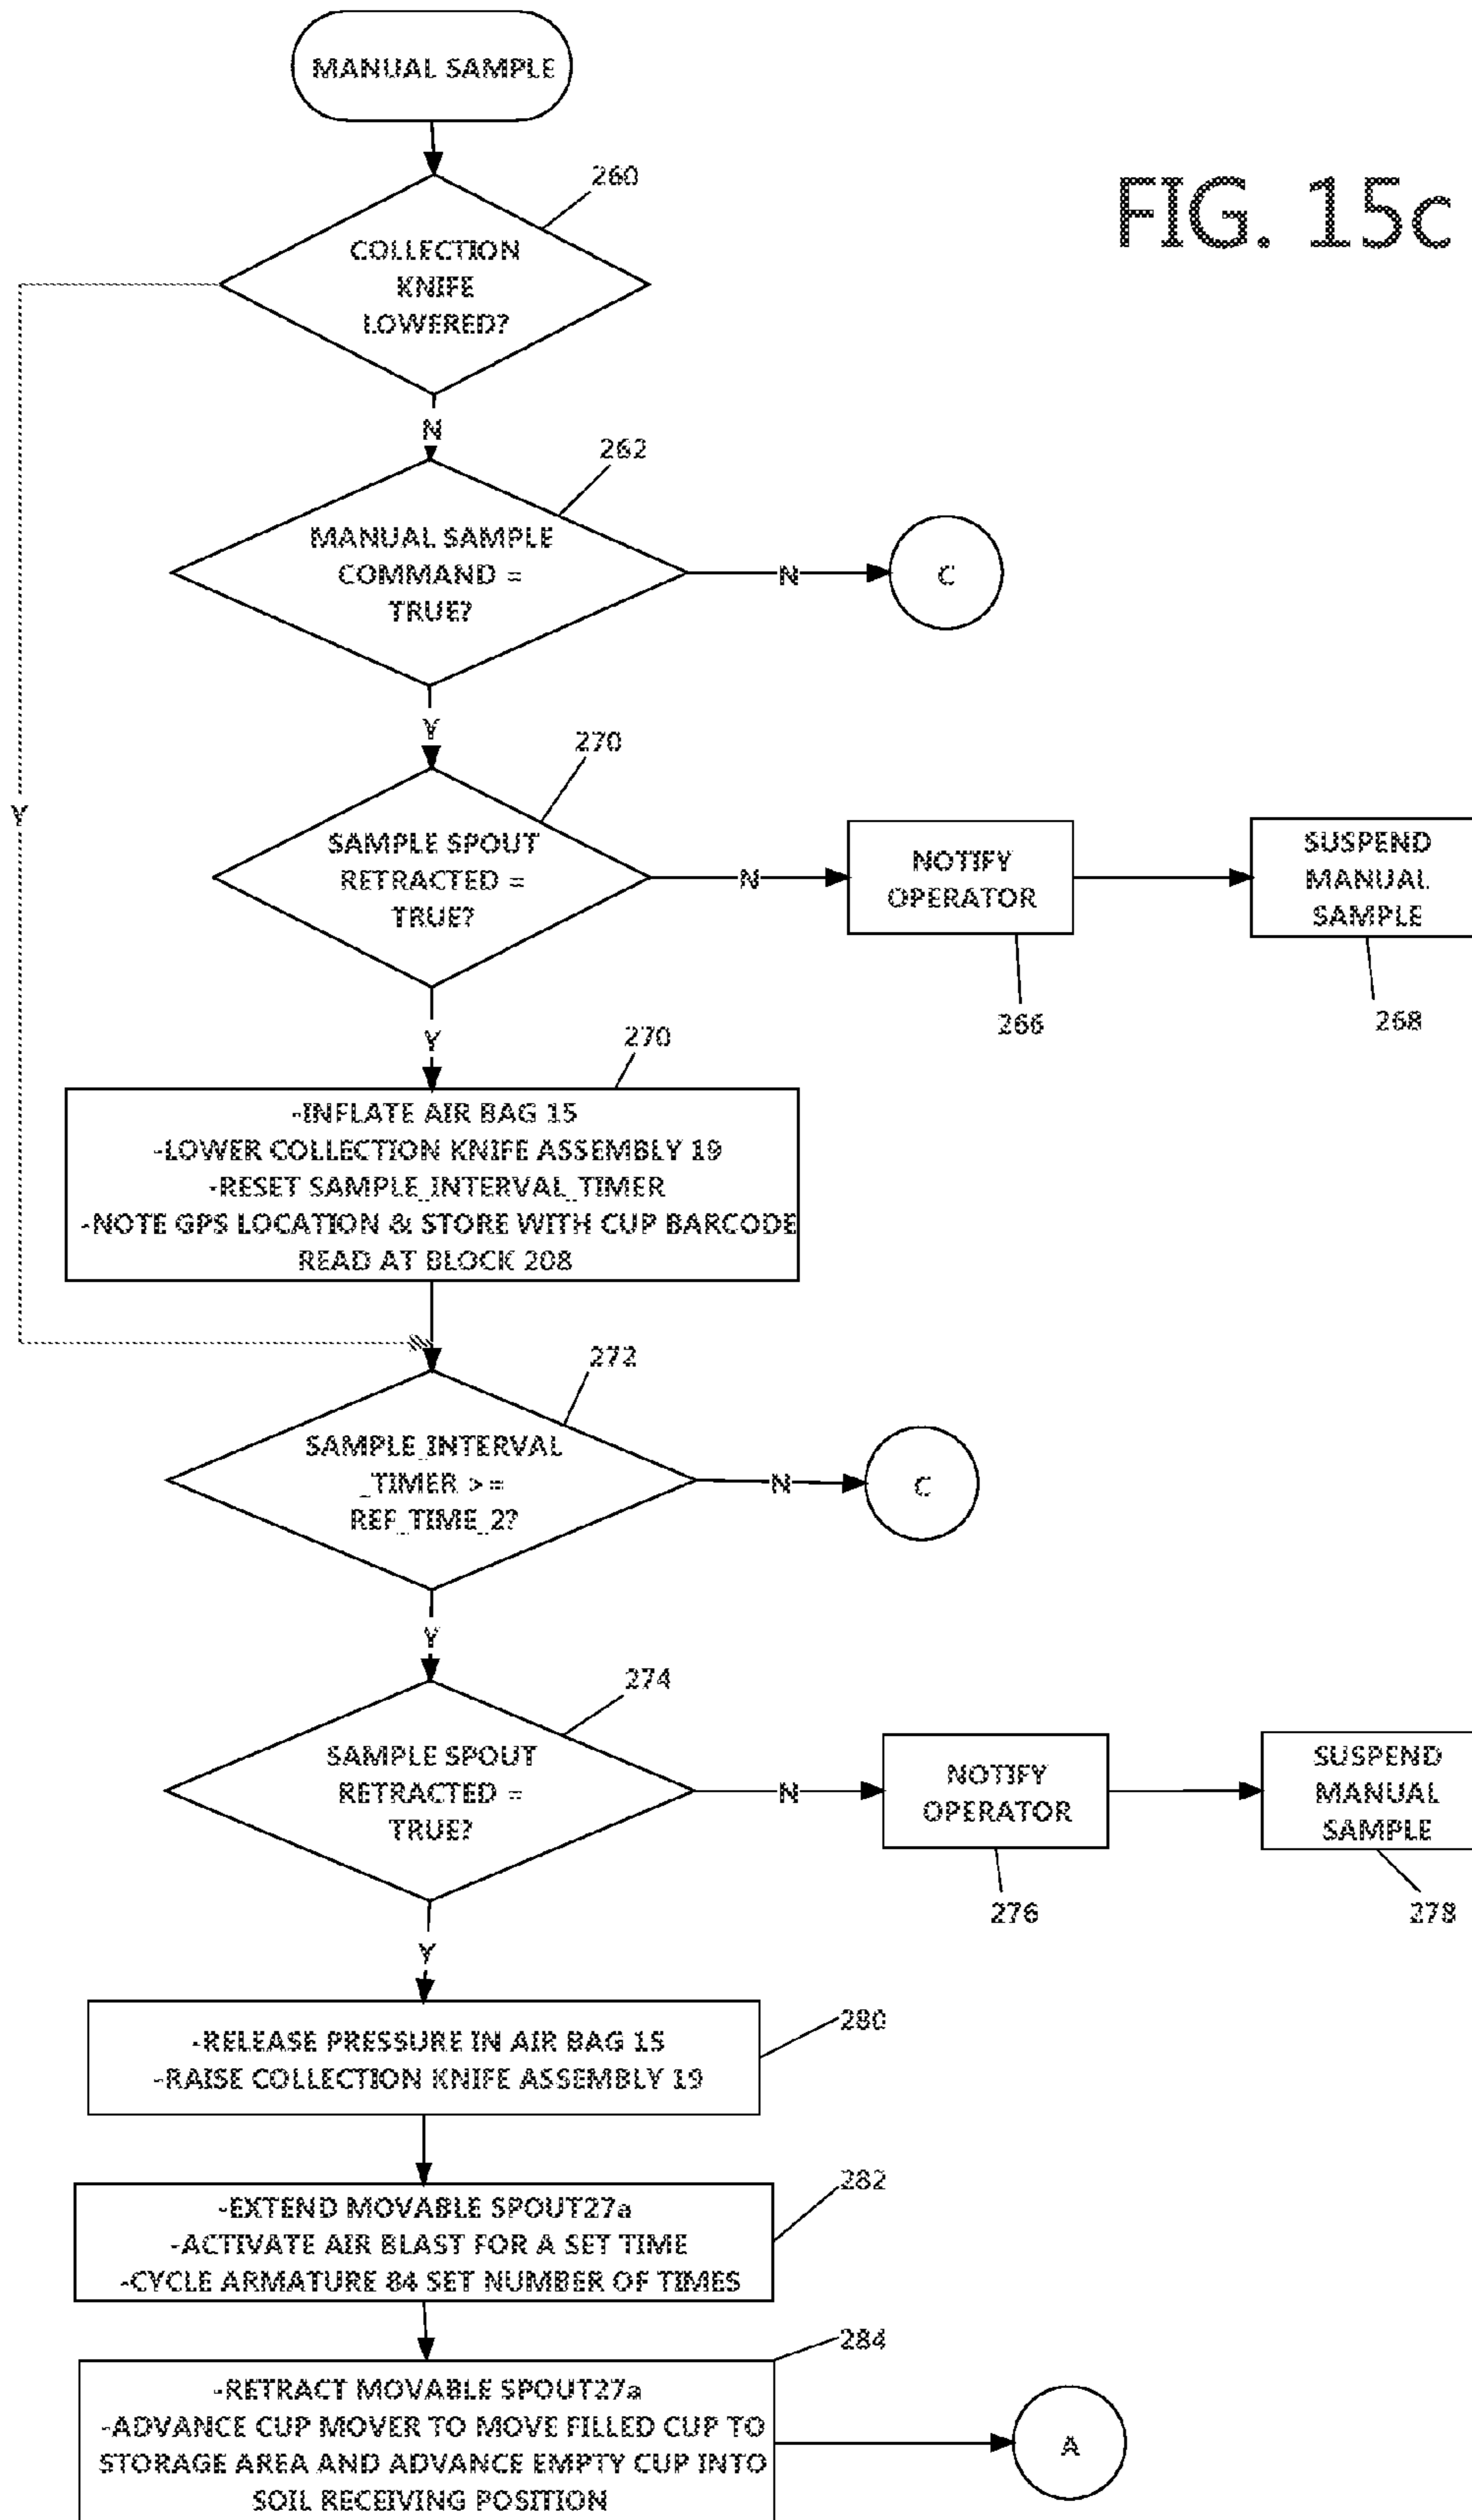 MANUAL SAMPLE
FIG. 15c
260
COLLECTION
KNIFE
LOWERED?
N
262
MANUAL SAMPLE
COMMAND =
TRUE?
N
C
Y
Y
270
SAMPLE SPOUT
RETRACTED =
TRUE?
N
NOTIFY
OPERATOR
266
SUSPEND
MANUAL
SAMPLE
268
Y
270
-INFLATE AIR BAG 15
-LOWER COLLECTION KNIFE ASSEMBLY 19
-RESET SAMPLE_INTERVAL_TIMER
-NOTE GPS LOCATION & STORE WITH CUP BARCODE
READ AT BLOCK 208
272
SAMPLE_INTERVAL
_TIMER >=
REF_TIME_2?
N
C
Y
274
SAMPLE SPOUT
RETRACTED =
TRUE?
N
NOTIFY
OPERATOR
276
SUSPEND
MANUAL
SAMPLE
278
Y
280
-RELEASE PRESSURE IN AIR BAG 15
-RAISE COLLECTION KNIFE ASSEMBLY 19
282
-EXTEND MOVABLE SPOUT27a
-ACTIVATE AIR BLAST FOR A SET TIME
-CYCLE ARMATURE 84 SET NUMBER OF TIMES
284
-RETRACT MOVABLE SPOUT27a
-ADVANCE CUP MOVER TO MOVE FILLED CUP TO
STORAGE AREA AND ADVANCE EMPTY CUP INTO
SOIL RECEIVING POSITION
A